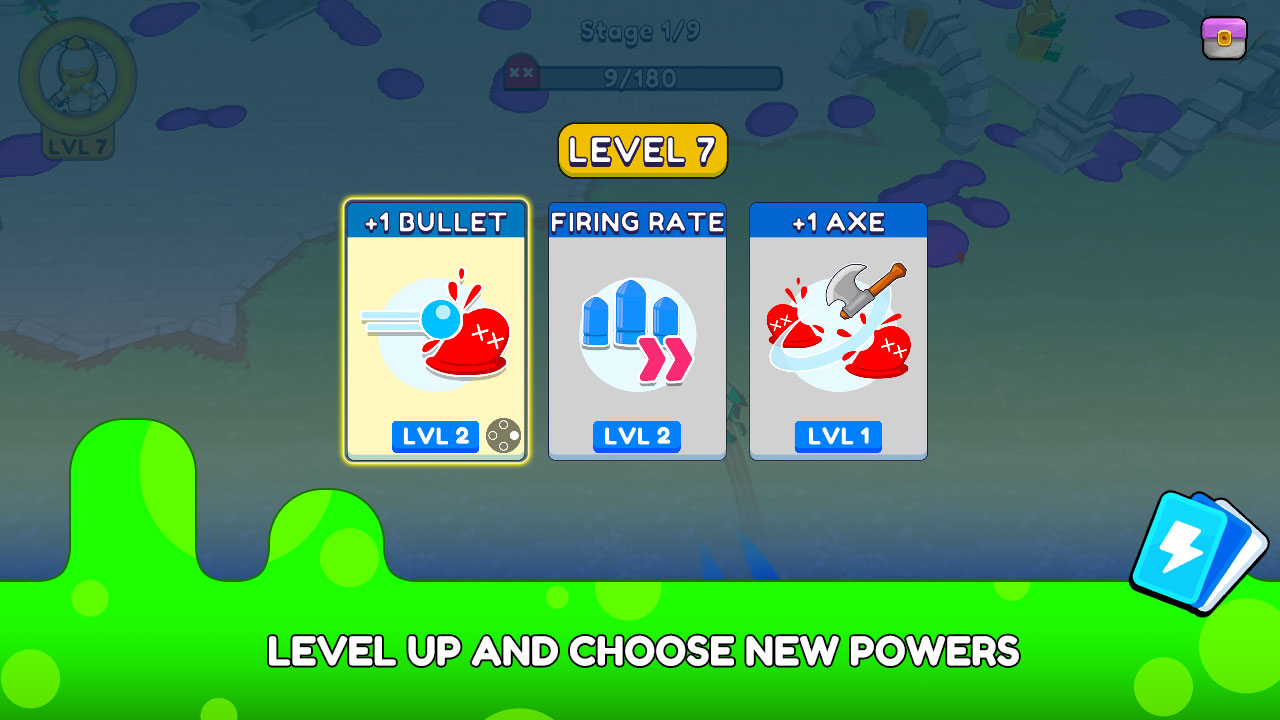 Stage 1/9
9/180
LVL 7
LEVEL 7
+1 BULLET
FIRING RATE
+1 AXE
LVL 2
LVL 2
LVL 1
LEVEL UP AND CHOOSE NEW POWERS